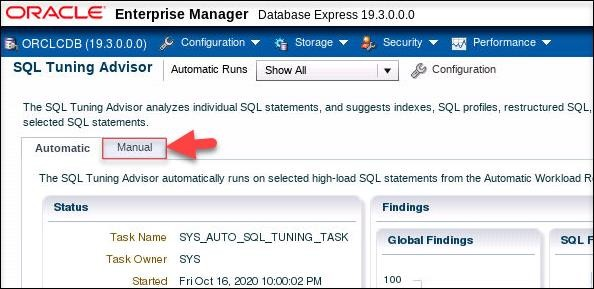 ORACLE Enterprise Manager Database Express 19.3.0.0.0
ORCLCDB (19.3.0.0.0) Configuration Storage Security Performance
SQL Tuning Advisor Automatic Runs Show All Configuration
The SQL Tuning Advisor analyzes individual SQL statements, and suggests indexes, SQL profiles, restructured SQL,
selected SQL statements.
Automatic Manual
The SQL Tuning Advisor automatically runs on selected high-load SQL statements from the Automatic Workload
Status Findings
Task Name SYS_AUTO_SQL_TUNING_TASK Global Findings SQL
Task Owner SYS
Started Fri Oct 16, 2020 10:00:02 PM 100